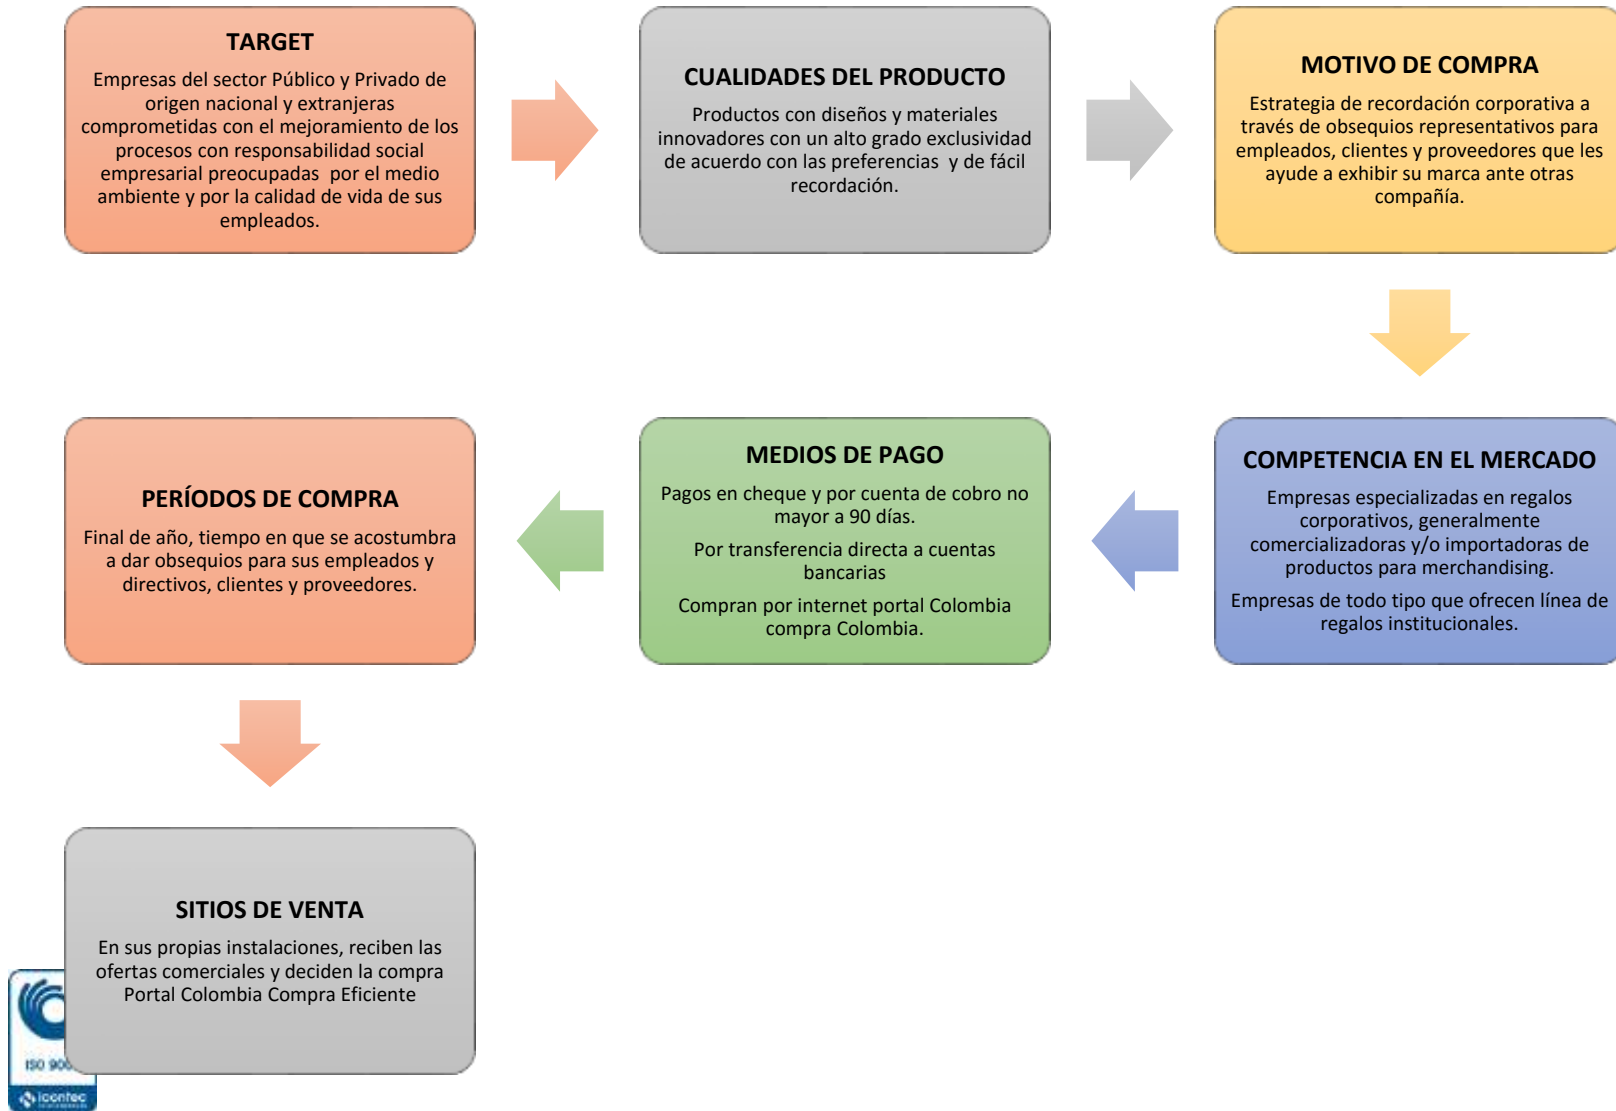 TARGET
Empresas del sector Público y Privado de
origen nacional y extranjeras
comprometidas con el mejoramiento de los
procesos con responsabilidad social
empresarial preocupadas  por el medio
ambiente y por la calidad de vida de sus
empleados.
CUALIDADES DEL PRODUCTO
Productos con diseños y materiales
innovadores con un alto grado exclusividad
de acuerdo con las preferencias  y de fácil
recordación.
MOTIVO DE COMPRA
Estrategia de recordación corporativa a
través de obsequios representativos para
empleados, clientes y proveedores que les
ayude a exhibir su marca ante otras
compañía.
COMPETENCIA EN EL MERCADO
Empresas especializadas en regalos
corporativos, generalmente
comercializadoras y/o importadoras de
productos para merchandising.
Empresas de todo tipo que ofrecen línea de
regalos institucionales.
MEDIOS DE PAGO
Pagos en cheque y por cuenta de cobro no
mayor a 90 días.
Por transferencia directa a cuentas
bancarias
Compran por internet portal Colombia
compra Colombia.
PERÍODOS DE COMPRA
Final de año, tiempo en que se acostumbra
a dar obsequios para sus empleados y
directivos, clientes y proveedores.
SITIOS DE VENTA
En sus propias instalaciones, reciben las
ofertas comerciales y deciden la compra
Portal Colombia Compra Eficiente
ISO 900
icontec